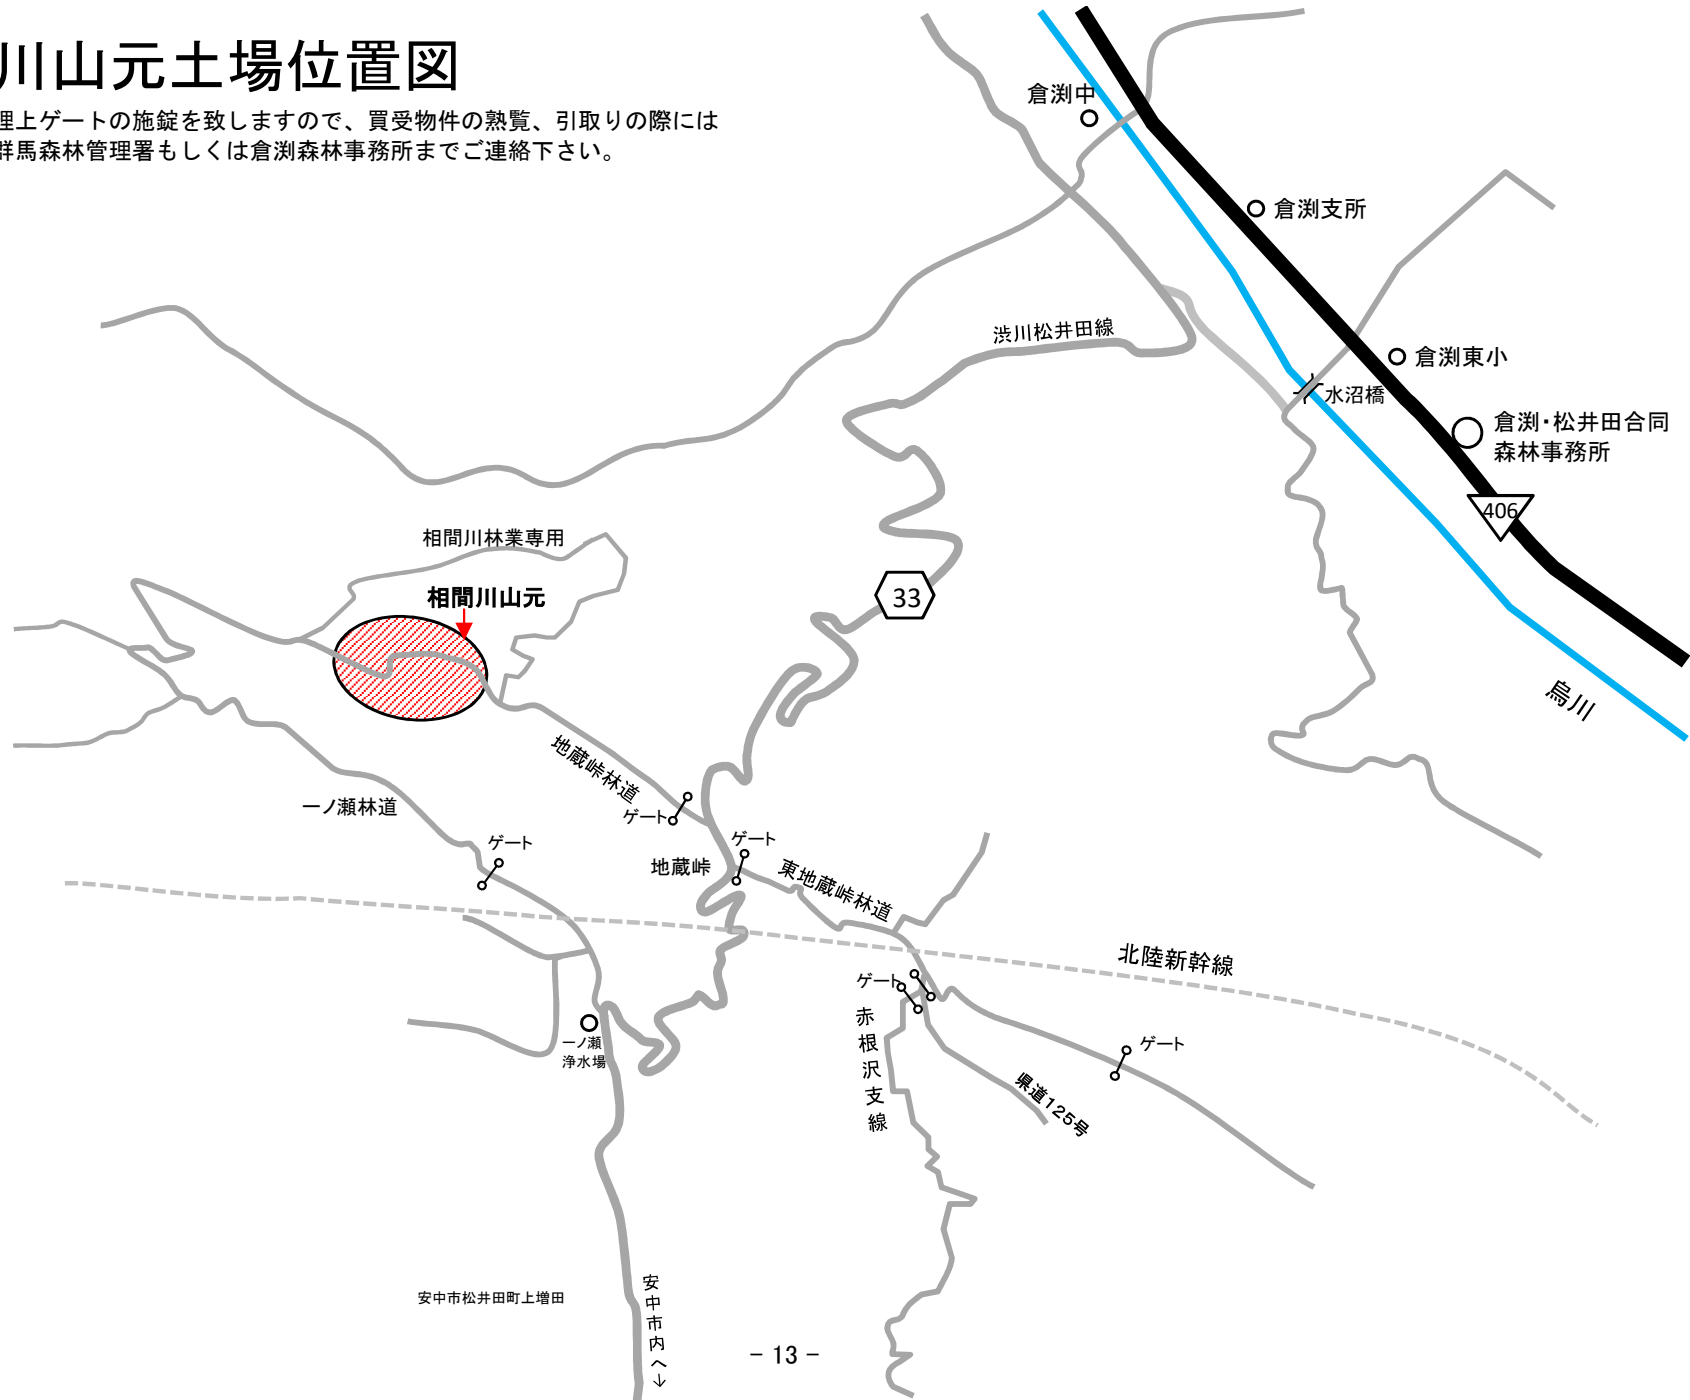 川山元土場位置図
理上ゲートの施錠を致しますので、買受物件の熟覧、引取りの際には
群馬森林管理署もしくは倉渕森林事務所までご連絡下さい。
倉渕中
倉渕支所
渋川松井田線
倉渕東小
水沼橋
倉渕・松井田合同
森林事務所
406
相間川林業専用
相間川山元
33
烏川
地蔵峠林道
ゲート
一ノ瀬林道
ゲート
ゲート
地蔵峠
東地蔵峠林道
北陸新幹線
ゲート
赤根沢支線
一ノ瀬
浄水場
ゲート
県道125号
安中市松井田町上増田
安中市内へ↓
- 13 -